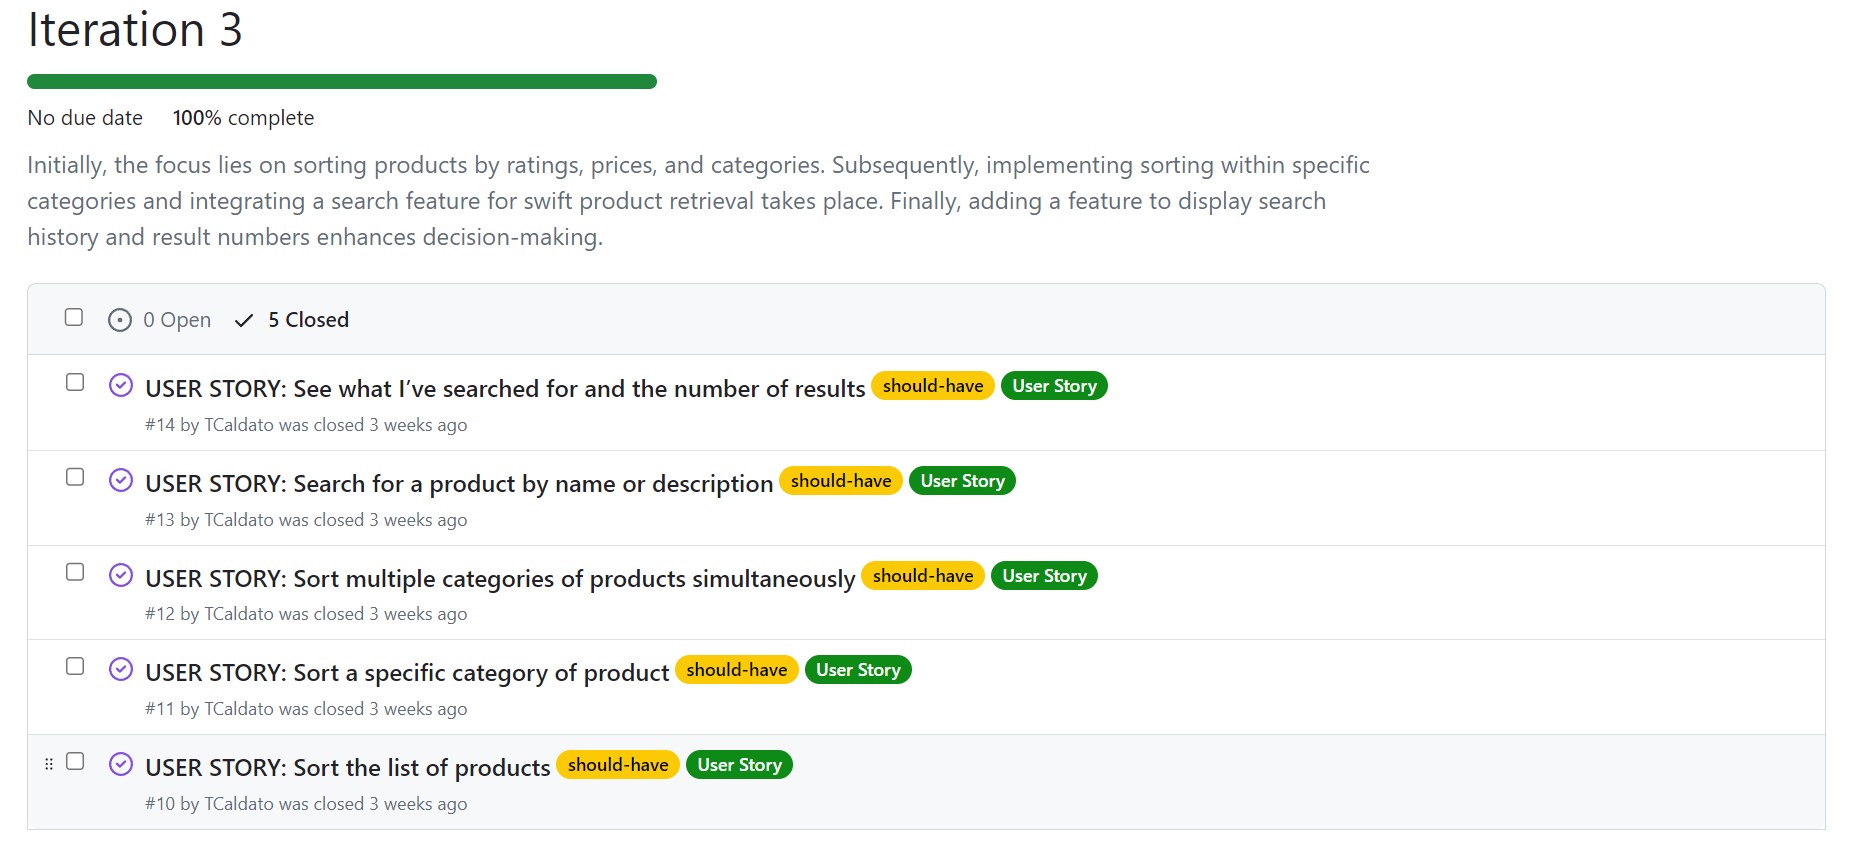 Iteration 3
No due date 100% complete
Initially, the focus lies on sorting products by ratings, prices, and categories. Subsequently, implementing sorting within specific
categories and integrating a search feature for swift product retrieval takes place. Finally, adding a feature to display search
history and result numbers enhances decision-making.
0 Open 5 Closed
USER STORY: See what I’ve searched for and the number of results should-have User Story
#14 by TCaldato was closed 3 weeks ago
USER STORY: Search for a product by name or description should-have User Story
#13 by TCaldato was closed 3 weeks ago
USER STORY: Sort multiple categories of products simultaneously should-have User Story
#12 by TCaldato was closed 3 weeks ago
USER STORY: Sort a specific category of product should-have User Story
#11 by TCaldato was closed 3 weeks ago
USER STORY: Sort the list of products should-have User Story
#10 by TCaldato was closed 3 weeks ago